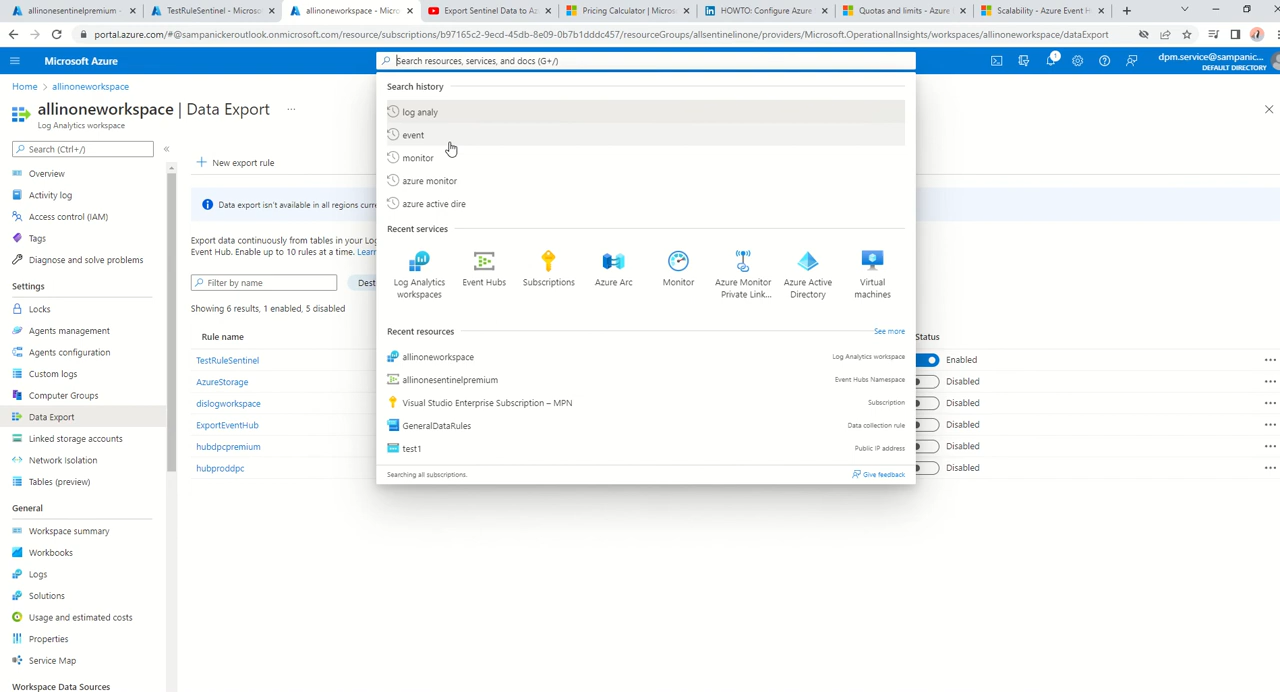 allinonesentinelpremium -
TestRuleSentinel - Microsoft
allinoneworkspace - Microsoft
Export Sentinel Data to Az
Pricing Calculator | Microsoft
HOWTO: Configure Azure
Quotas and limits - Azure
Scalability - Azure Event H
portal.azure.com/#@sampanickeroutlook.onmicrosoft.com/resource/subscriptions/b97165c2-9ecd-45db-8e09-0b7b1dddc457/resourceGroups/allsentinelone/providers/Microsoft.OperationalInsights/workspaces/allinoneworkspace/dataExport
Microsoft Azure
Search resources, services, and docs (G+/)
1
dpm.service@sampanic...
DEFAULT DIRECTORY
Home > allinoneworkspace
allinoneworkspace | Data Export ...
Log Analytics workspace
Search (Ctrl+/)
Overview
Activity log
Access control (IAM)
Tags
Diagnose and solve problems
Settings
Locks
Agents management
Agents configuration
Custom logs
Computer Groups
Data Export
Linked storage accounts
Network Isolation
Tables (preview)
General
Workspace summary
Workbooks
Logs
Solutions
Usage and estimated costs
Properties
Service Map
Workspace Data Sources
New export rule
Data export isn't available in all regions curre
Export data continuously from tables in your Log
Event Hub. Enable up to 10 rules at a time. Learn
Filter by name
Dest
Showing 6 results, 1 enabled, 5 disabled
Rule name
Status
TestRuleSentinel
Enabled
AzureStorage
Disabled
dislogworkspace
Disabled
ExportEventHub
Disabled
hubdpcpremium
Disabled
hubproddpc
Disabled
Search history
log analy
event
monitor
azure monitor
azure active dire
Recent services
Log Analytics workspaces
Event Hubs
Subscriptions
Azure Arc
Monitor
Azure Monitor Private Link...
Azure Active Directory
Virtual machines
Recent resources
See more
allinoneworkspace
Log Analytics workspace
allinonesentinelpremium
Event Hubs Namespace
Visual Studio Enterprise Subscription – MPN
Subscription
GeneralDataRules
Data collection rule
test1
Public IP address
Searching all subscriptions.
Give feedback